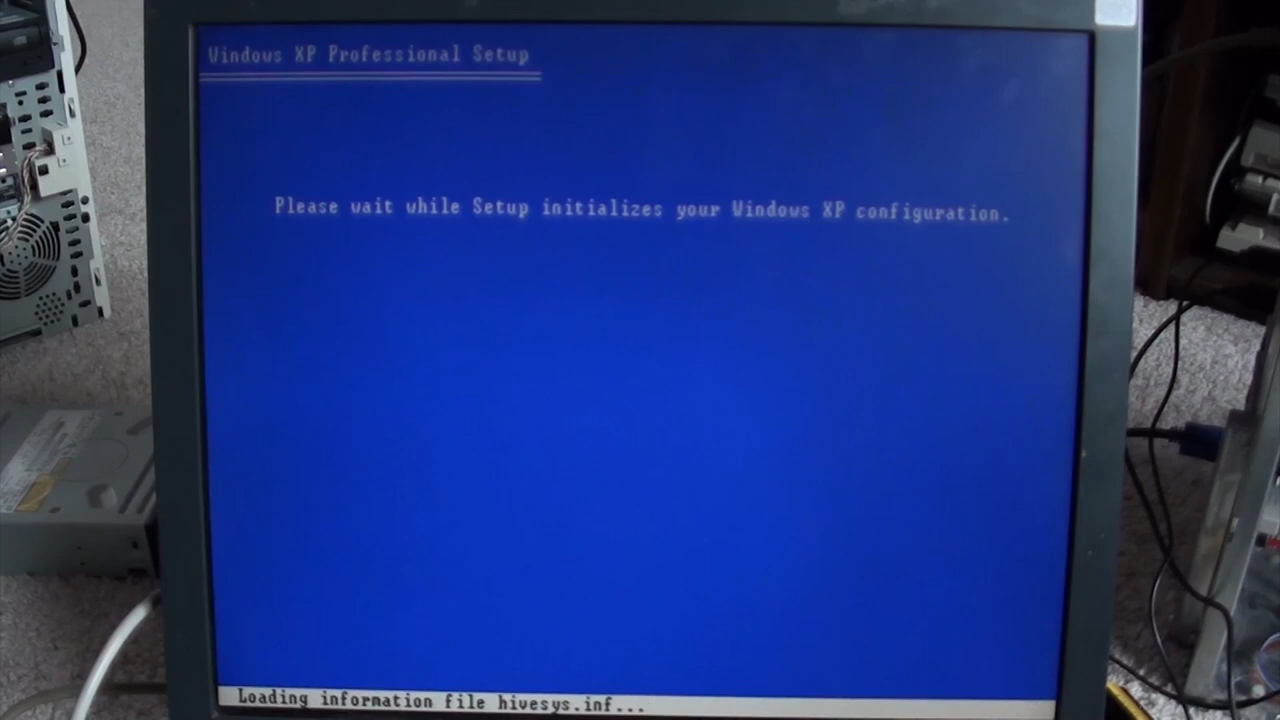 Windows XP Professional Setup
Please wait while Setup initializes your Windows XP configuration.
Loading information file hivesys.inf...